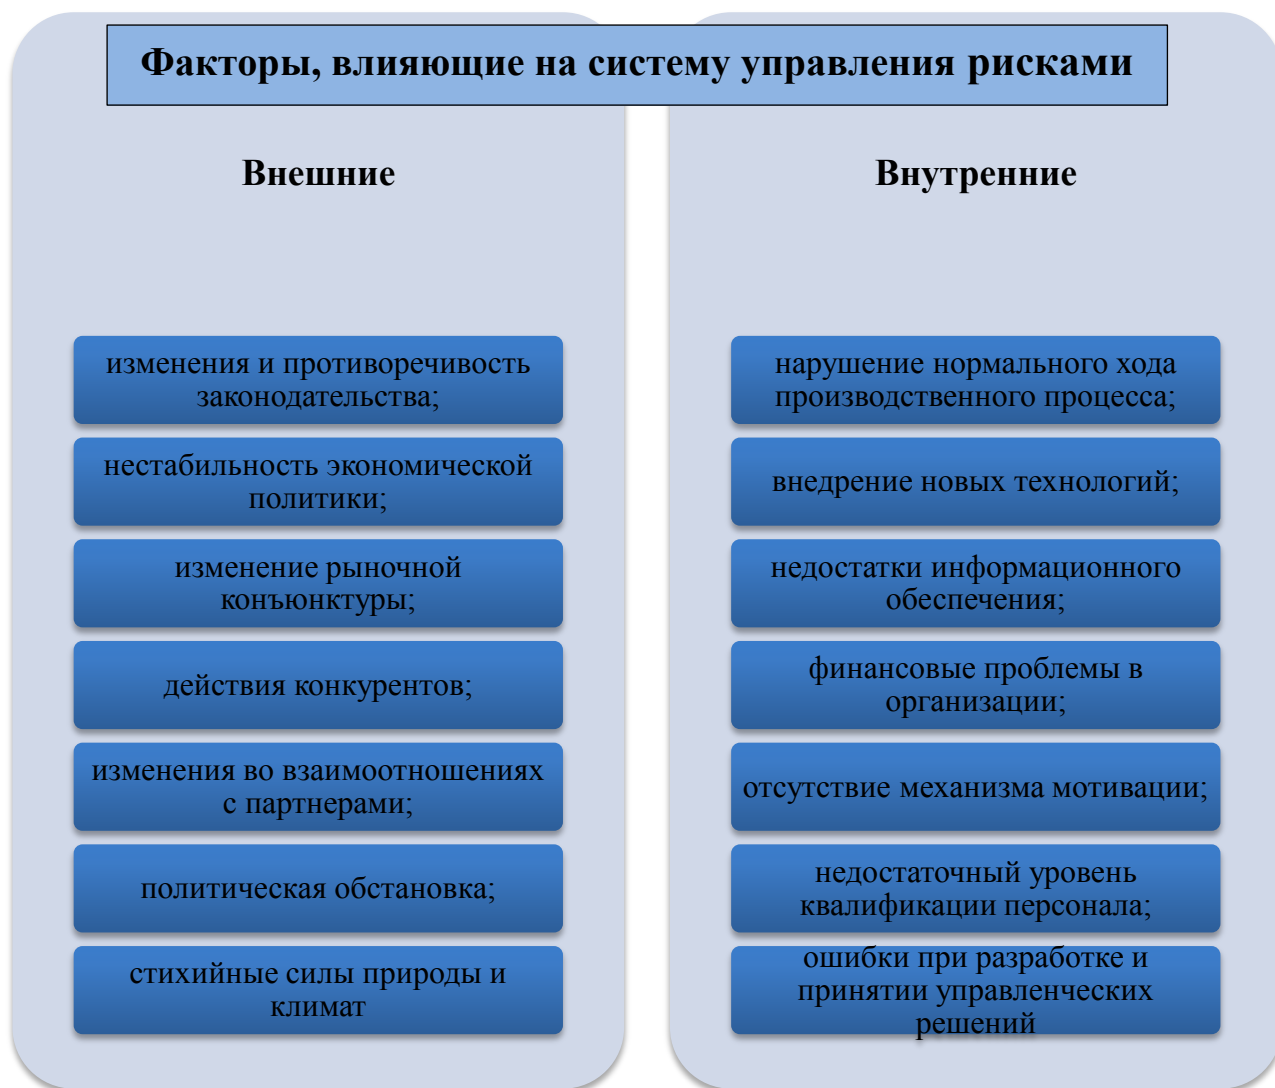 Факторы, влияющие на систему управления рисками
Внешние
изменения и противоречивость
законодательства;
нестабильность экономической
политики;
изменение рыночной
конъюнктуры;
действия конкурентов;
изменения во взаимоотношениях
с партнерами;
политическая обстановка;
стихийные силы природы и
климат
Внутренние
нарушение нормального хода
производственного процесса;
внедрение новых технологий;
недостатки информационного
обеспечения;
финансовые проблемы в
организации;
отсутствие механизма мотивации;
недостаточный уровень
квалификации персонала;
ошибки при разработке и
принятии управленческих
решений